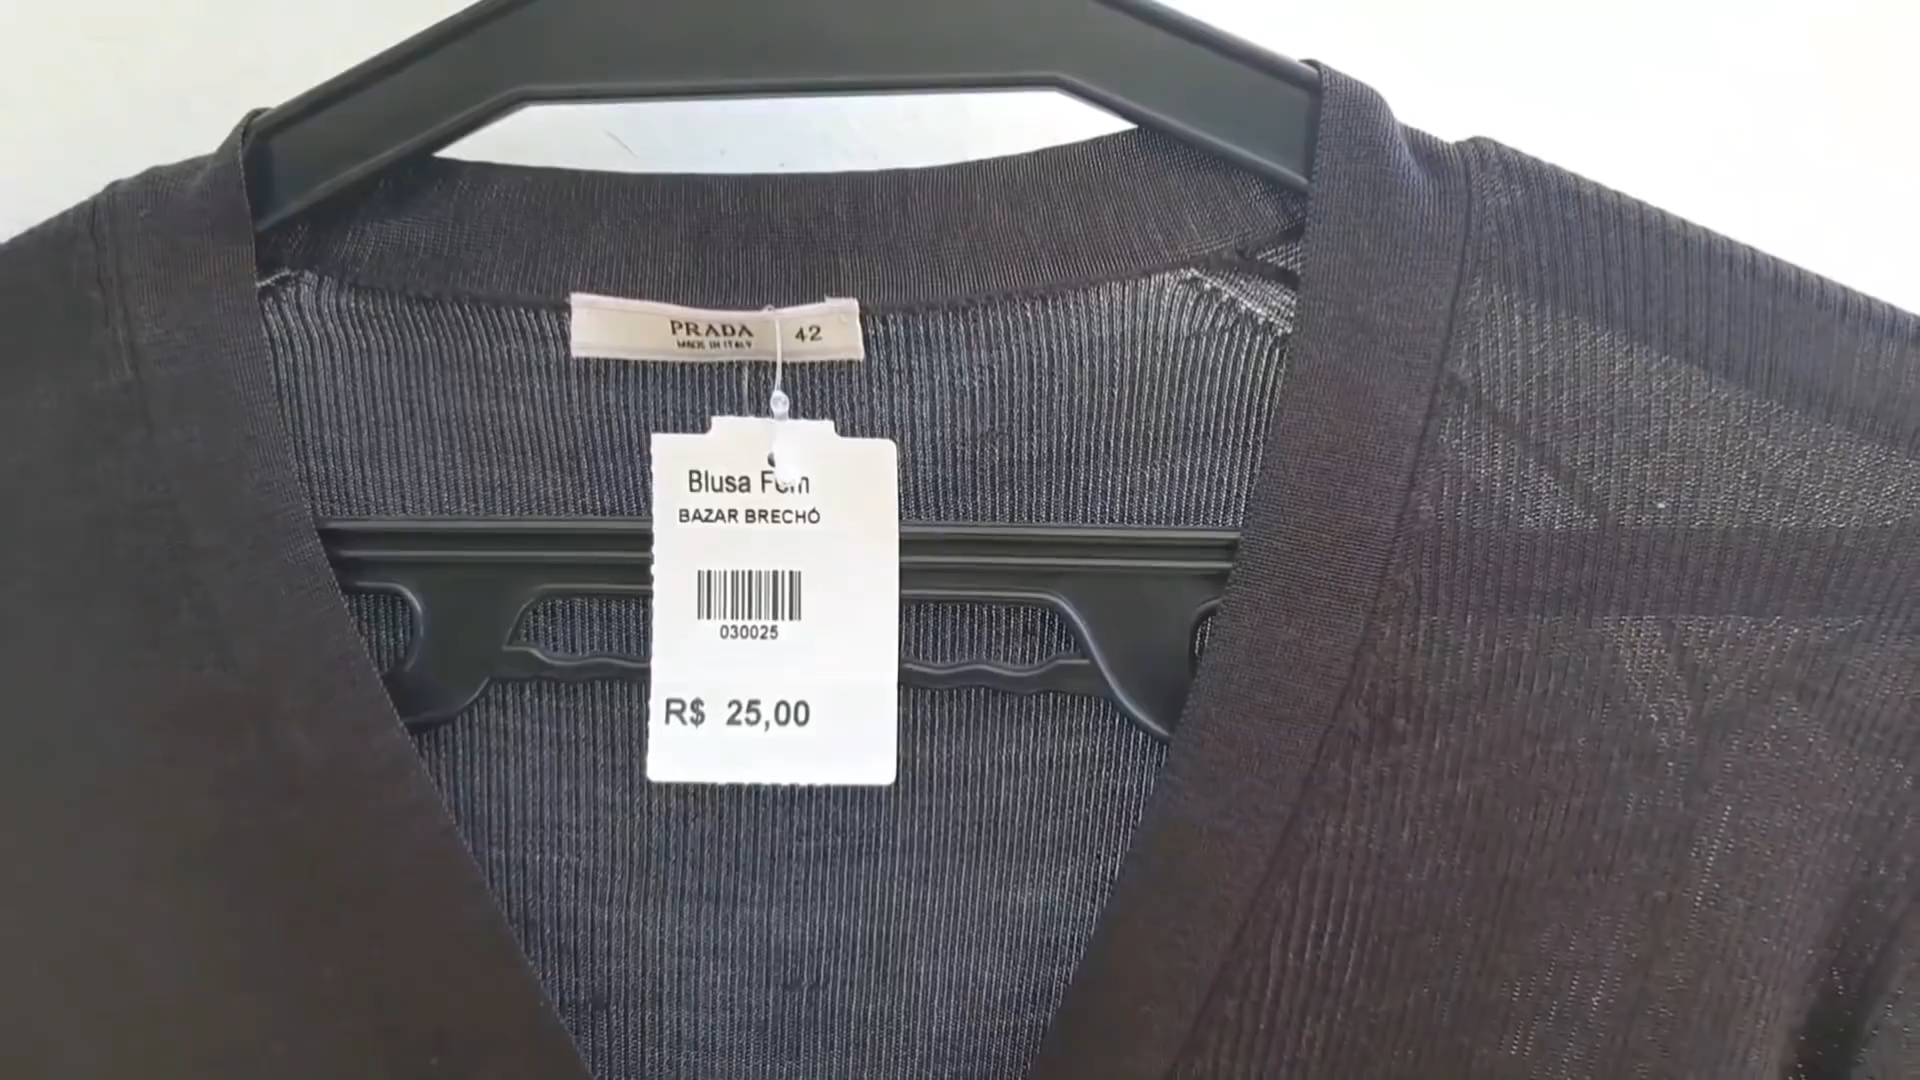 PRADA 42
MADE IN ITALY
Blusa Fem
BAZAR BRECHÓ
030025
R$ 25,00